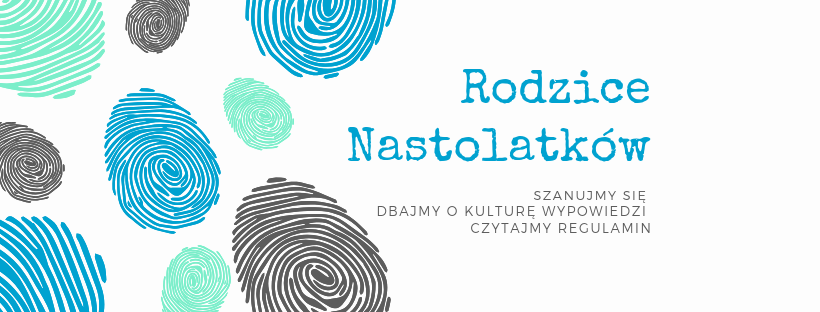 Rodzice
Nastolatków
SZANUJMY SIĘ
DBAJMY O KULTURĘ WYPOWIEDZI
CZYTAJMY REGULAMIN